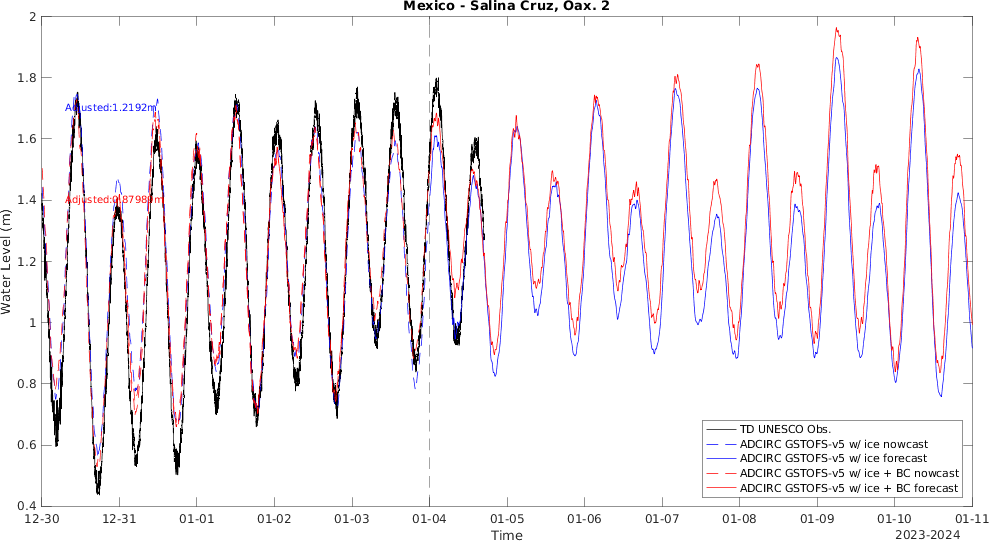 Mexico - Salina Cruz, Oax. 2
2
1.8
1.6
1.4
1.2
1
0.8
0.6
0.4
Water Level (m)
Adjusted:1.2192m
Adjusted:0.87989m
TD UNESCO Obs.
ADCIRC GSTOFS-v5 w/ ice nowcast
ADCIRC GSTOFS-v5 w/ ice forecast
ADCIRC GSTOFS-v5 w/ ice + BC nowcast
ADCIRC GSTOFS-v5 w/ ice + BC forecast
12-30 12-31 01-01 01-02 01-03 01-04 01-05 01-06 01-07 01-08 01-09 01-10 01-11
Time
2023-2024